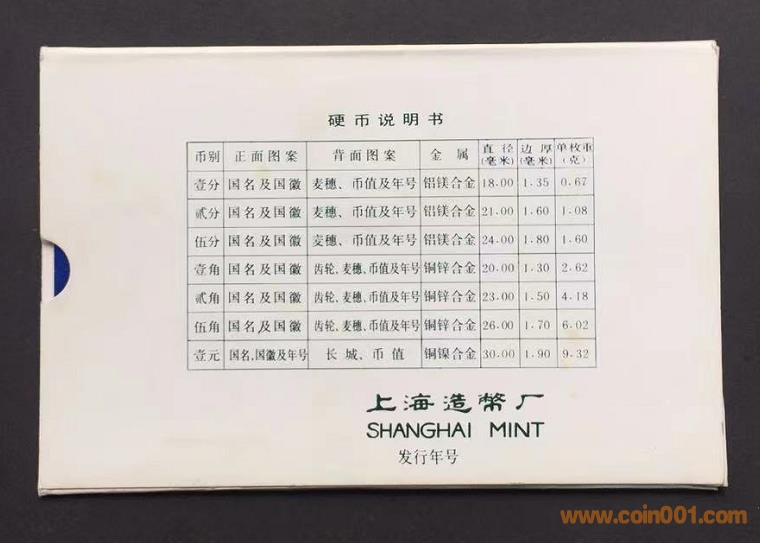 硬币说明书
币别 正面图案 背面图案 金属 直径(毫米) 边厚(毫米) 单枚重(克)
壹分 国名及国徽 麦穗、币值及年号 铝镁合金 18.00 1.35 0.67
贰分 国名及国徽 麦穗、币值及年号 铝镁合金 21.00 1.60 1.08
伍分 国名及国徽 麦穗、币值及年号 铝镁合金 24.00 1.80 1.60
壹角 国名及国徽 齿轮、麦穗、币值及年号 铜锌合金 20.00 1.30 2.62
贰角 国名及国徽 齿轮、麦穗、币值及年号 铜锌合金 23.00 1.50 4.18
伍角 国名及国徽 齿轮、麦穗、币值及年号 铜锌合金 26.00 1.70 6.02
壹元 国名、国徽及年号 长城、币值 铜镍合金 30.00 1.90 9.32
上海造幣厂
SHANGHAI MINT
发行年号
www.coin001.com